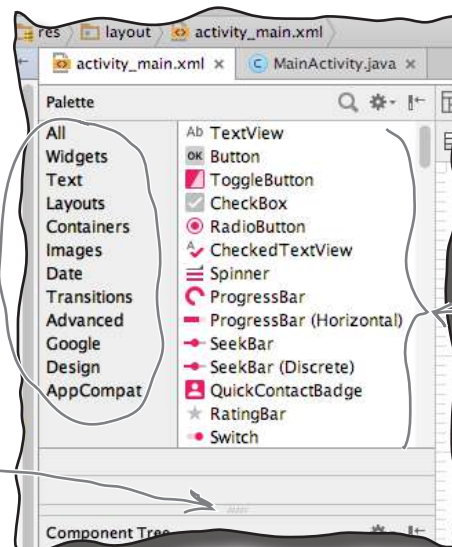 res layout activity_main.xml
activity_main.xml × C MainActivity.java ×
Palette
All
Widgets
Text
Layouts
Containers
Images
Date
Transitions
Advanced
Google
Design
AppCompat
Ab TextView
OK Button
ToggleButton
CheckBox
RadioButton
A CheckedTextView
Spinner
ProgressBar
ProgressBar (Horizontal)
SeekBar
SeekBar (Discrete)
QuickContactBadge
RatingBar
Switch
Component Tree